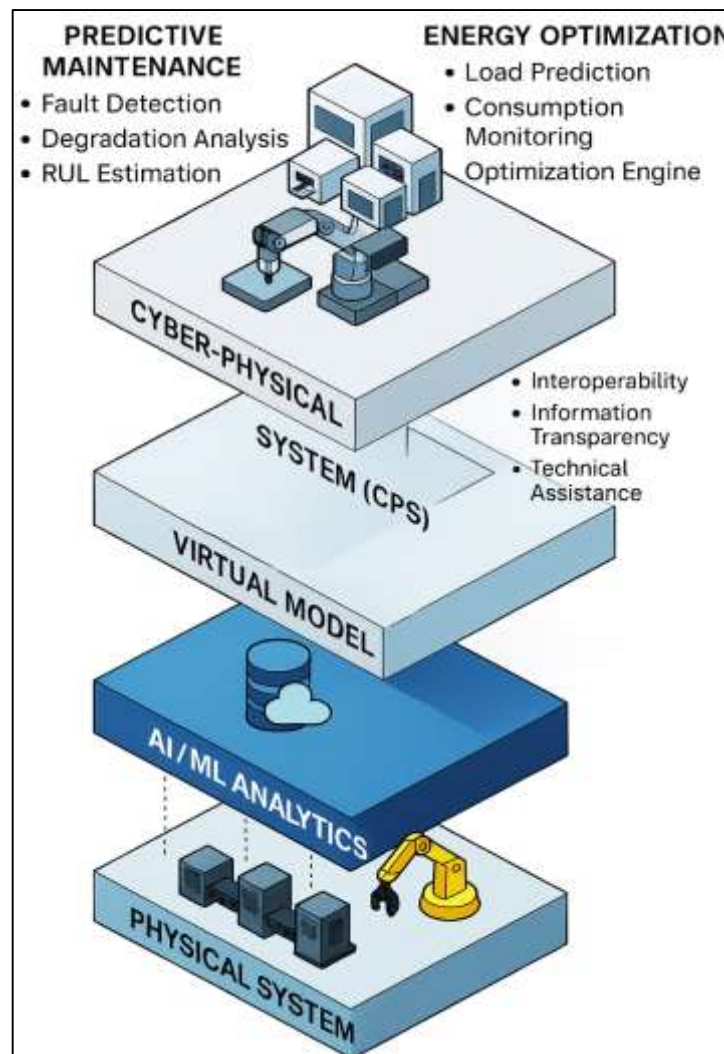 PREDICTIVE
MAINTENANCE
• Fault Detection
• Degradation Analysis
• RUL Estimation
ENERGY OPTIMIZATION
• Load Prediction
• Consumption
Monitoring
Optimization Engine
CYBER-PHYSICAL
SYSTEM (CPS)
• Interoperability
• Information
Transparency
• Technical
Assistance
VIRTUAL MODEL
AI/ML ANALYTICS
PHYSICAL SYSTEM